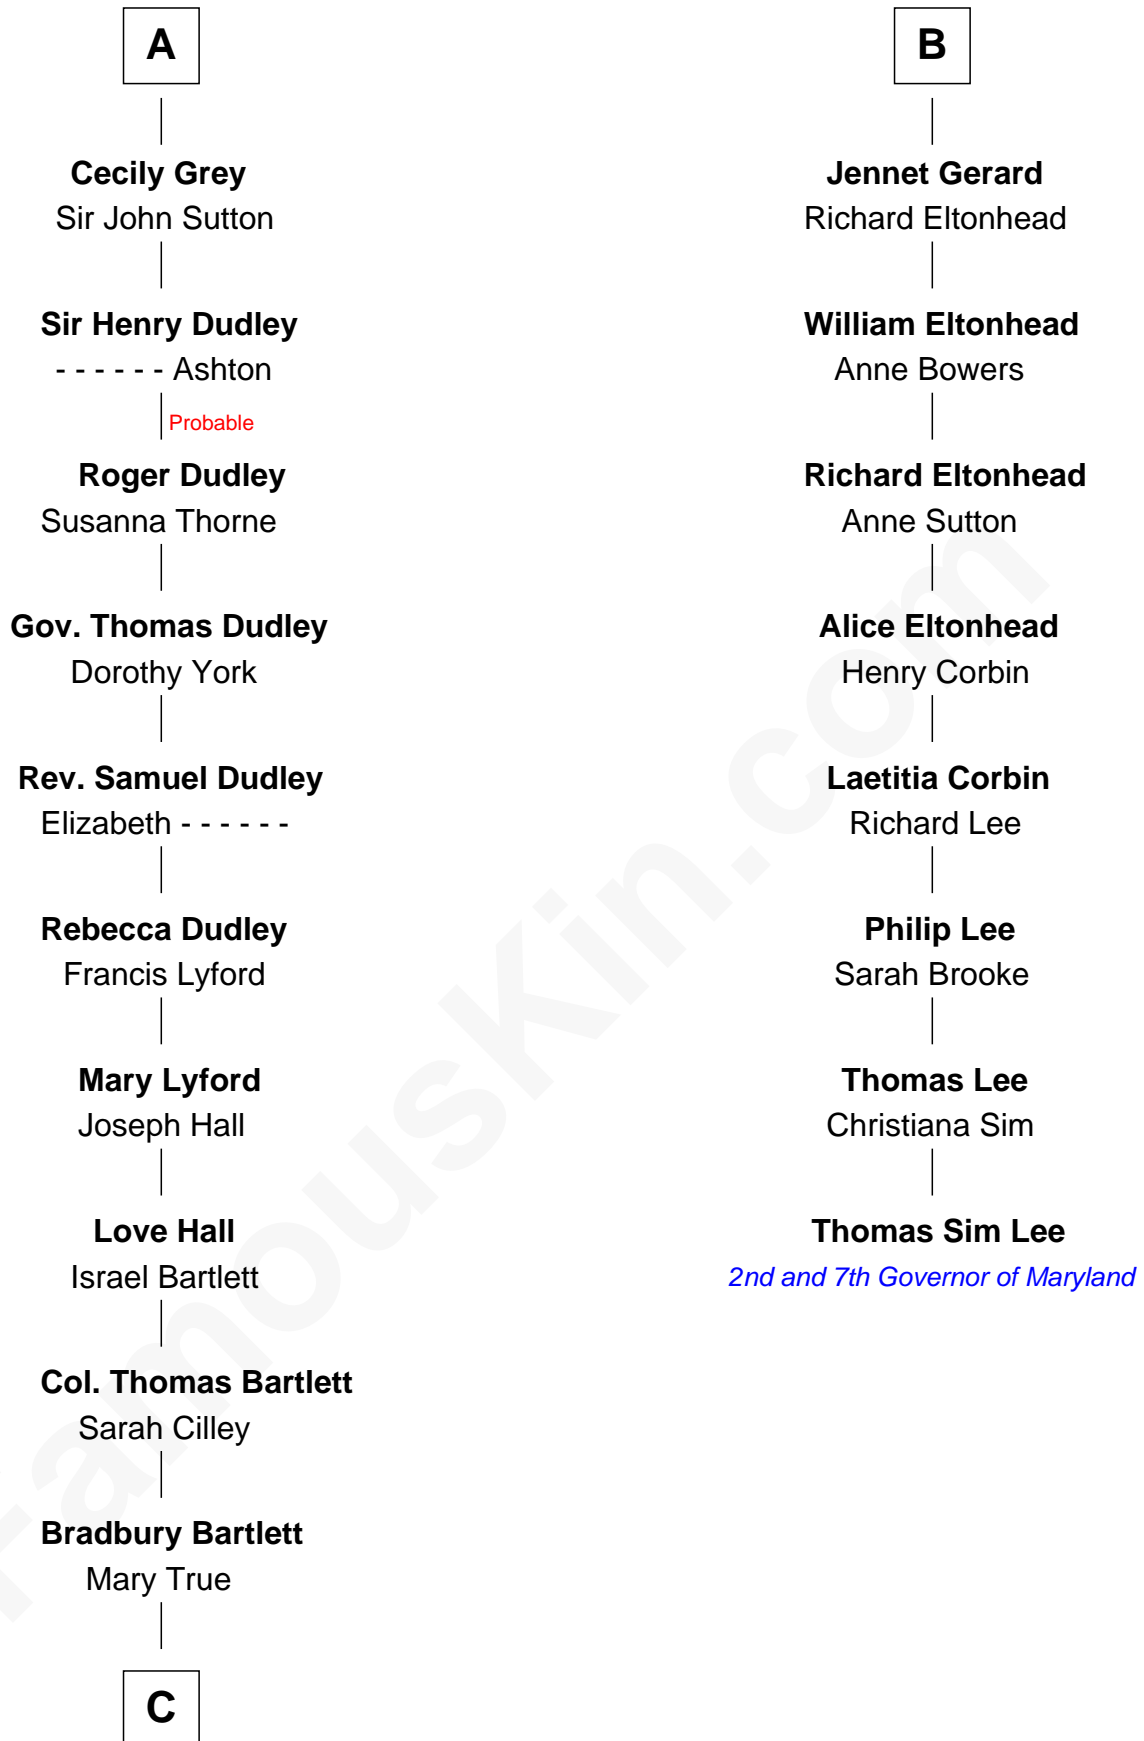 A
Cecily Grey
Sir John Sutton
Sir Henry Dudley
- - - - - - Ashton
Probable
Roger Dudley
Susanna Thorne
Gov. Thomas Dudley
Dorothy York
Rev. Samuel Dudley
Elizabeth - - - - - -
Rebecca Dudley
Francis Lyford
Mary Lyford
Joseph Hall
Love Hall
Israel Bartlett
Col. Thomas Bartlett
Sarah Cilley
Bradbury Bartlett
Mary True
C
B
Jennet Gerard
Richard Eltonhead
William Eltonhead
Anne Bowers
Richard Eltonhead
Anne Sutton
Alice Eltonhead
Henry Corbin
Laetitia Corbin
Richard Lee
Philip Lee
Sarah Brooke
Thomas Lee
Christiana Sim
Thomas Sim Lee
2nd and 7th Governor of Maryland
FamousKin.com